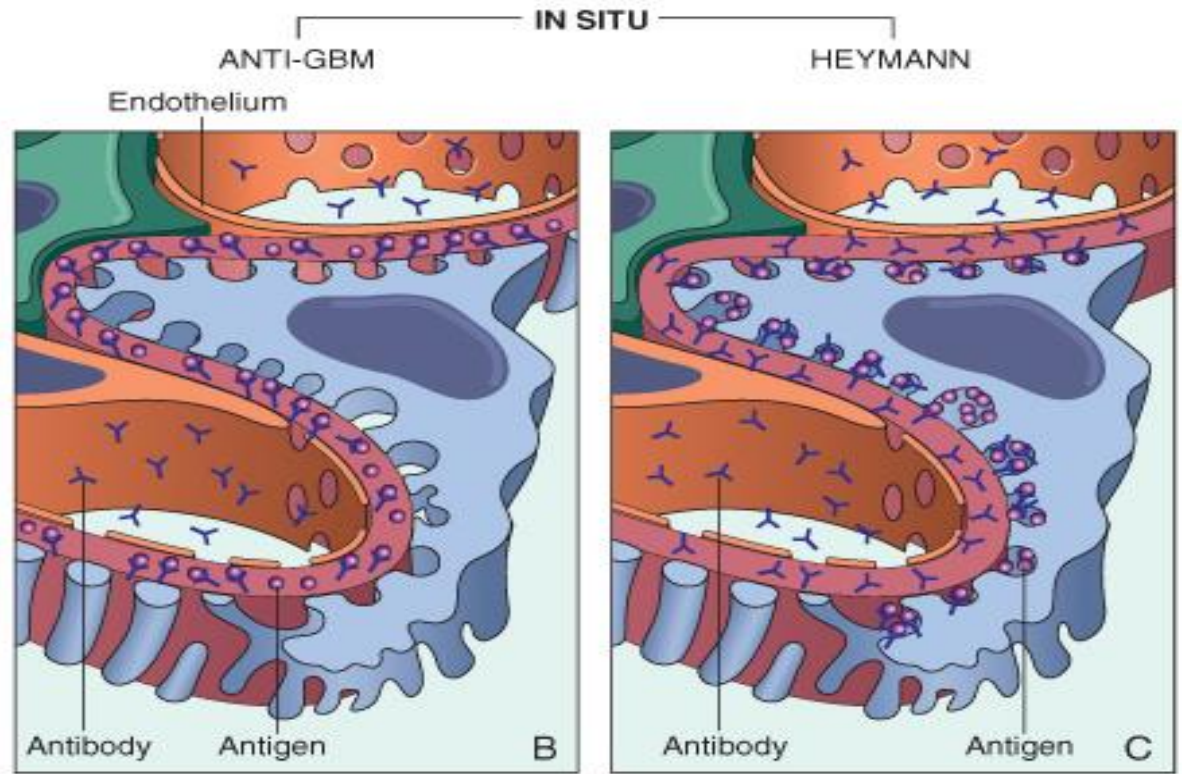 IN SITU
ANTI-GBM
HEYMANN
Endothelium
Antibody
Antigen
B
Antibody
Antigen
C